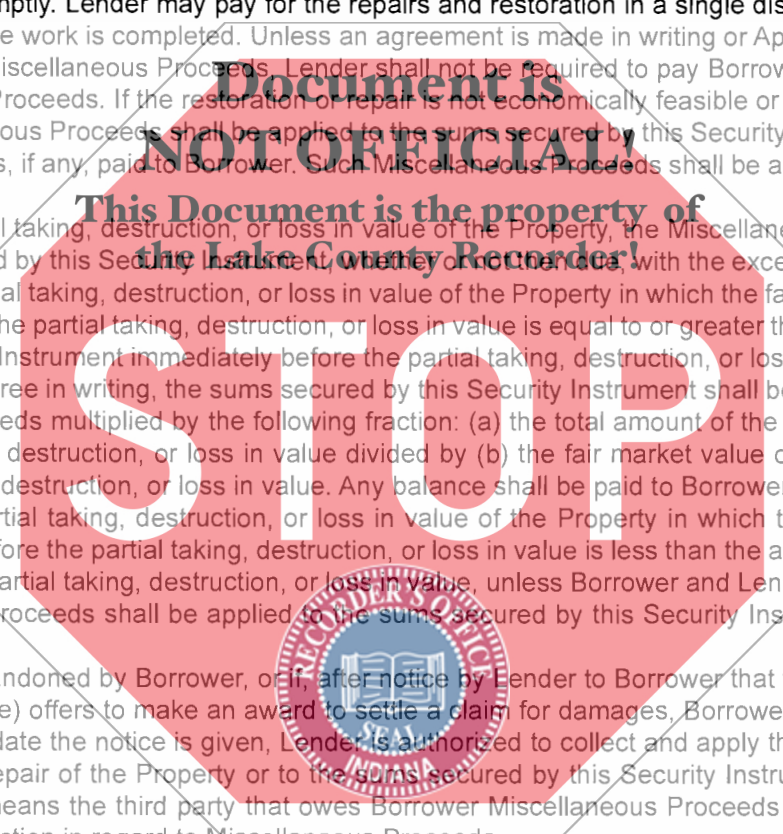 mptly. Lender may pay for the repairs and restoration in a single dis
e work is completed. Unless an agreement is made in writing or Ap
iscellaneous Proceeds, Lender shall not be required to pay Borrow
Document is
Proceeds. If the restoration or repair is not economically feasible or
ous Proceeds shall be applied to the sums secured by this Security
NOT OFFICIAL!
s, if any, paid to Borrower. Such Miscellaneous Proceeds shall be a
This Document is the property of
l taking, destruction, or loss in value of the Property, the Miscellane
the Lake County Recorder!
d by this Security Instrument, whether or not then due, with the exce
al taking, destruction, or loss in value of the Property in which the fa
he partial taking, destruction, or loss in value is equal to or greater th
Instrument immediately before the partial taking, destruction, or los
ree in writing, the sums secured by this Security Instrument shall be
STOP
eds multiplied by the following fraction: (a) the total amount of the
destruction, or loss in value divided by (b) the fair market value o
destruction, or loss in value. Any balance shall be paid to Borrower
rtial taking, destruction, or loss in value of the Property in which t
fore the partial taking, destruction, or loss in value is less than the a
artial taking, destruction, or loss in value, unless Borrower and Len
roceeds shall be applied to the sums secured by this Security Ins
RECORDER'S OFFICE
ndoned by Borrower, or if, after notice by Lender to Borrower that
e) offers to make an award to settle a claim for damages, Borrowe
SEAL
date the notice is given, Lender is authorized to collect and apply th
INDIANA
epair of the Property or to the sums secured by this Security Instru
means the third party that owes Borrower Miscellaneous Proceeds
ction in regard to Miscellaneous Proceeds.